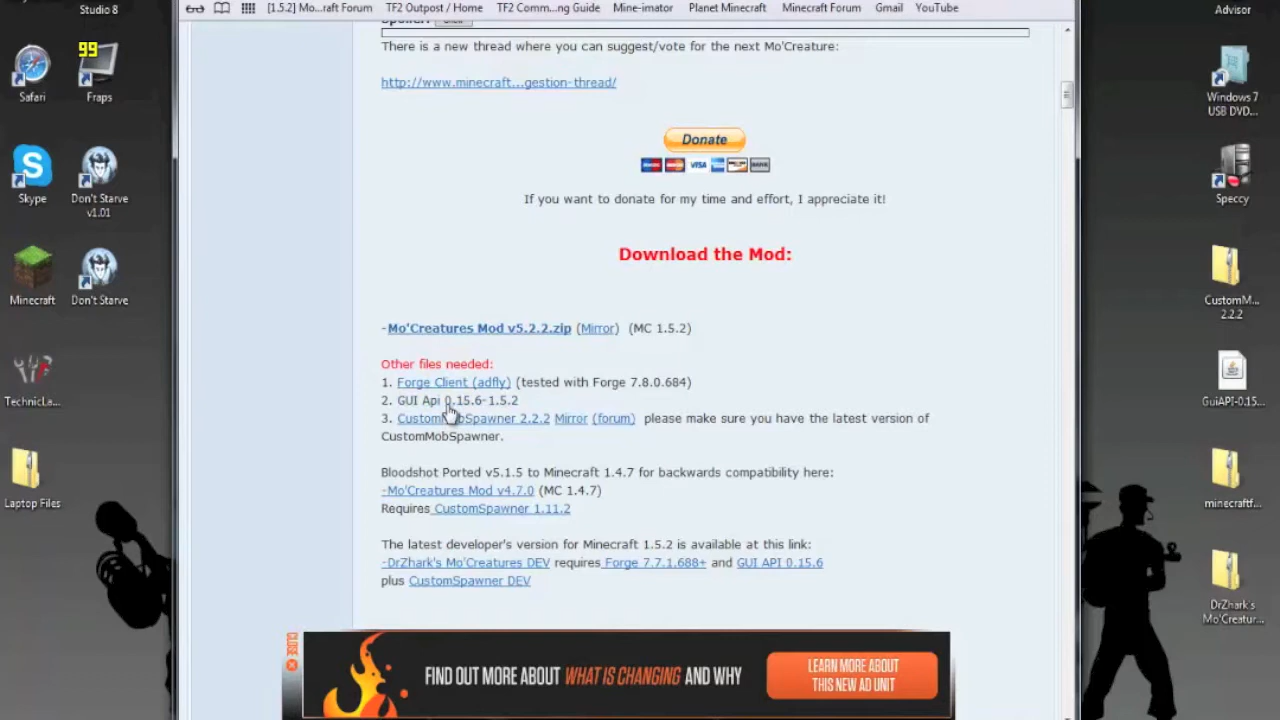 [1.5.2] Mo...raft Forum TF2 Outpost / Home TF2 Comm...ng Guide Mine-imator Planet Minecraft Minecraft Forum Gmail YouTube
Studio 8
Advisor
There is a new thread where you can suggest/vote for the next Mo'Creature:
http://www.minecraft...gestion-thread/
Donate
VISA
If you want to donate for my time and effort, I appreciate it!
Download the Mod:
-Mo'Creatures Mod v5.2.2.zip (Mirror) (MC 1.5.2)
Other files needed:
1. Forge Client (adfly) (tested with Forge 7.8.0.684)
2. GUI Api 0.15.6-1.5.2
3. CustomMobSpawner 2.2.2 Mirror (forum) please make sure you have the latest version of
CustomMobSpawner.
Bloodshot Ported v5.1.5 to Minecraft 1.4.7 for backwards compatibility here:
-Mo'Creatures Mod v4.7.0 (MC 1.4.7)
Requires CustomSpawner 1.11.2
The latest developer's version for Minecraft 1.5.2 is available at this link:
-DrZhark's Mo'Creatures DEV requires Forge 7.7.1.688+ and GUI API 0.15.6
plus CustomSpawner DEV
CLOSE
FIND OUT MORE ABOUT WHAT IS CHANGING AND WHY
LEARN MORE ABOUT
THIS NEW AD UNIT
99
Safari
Fraps
Skype
Don't Starve
v1.01
Minecraft
Don't Starve
TechnicLa...
Laptop Files
Windows 7
USB DVD...
Speccy
CustomM...
2.2.2
GuiAPI-0.15...
minecraftf...
DrZhark's
Mo'Creatur...